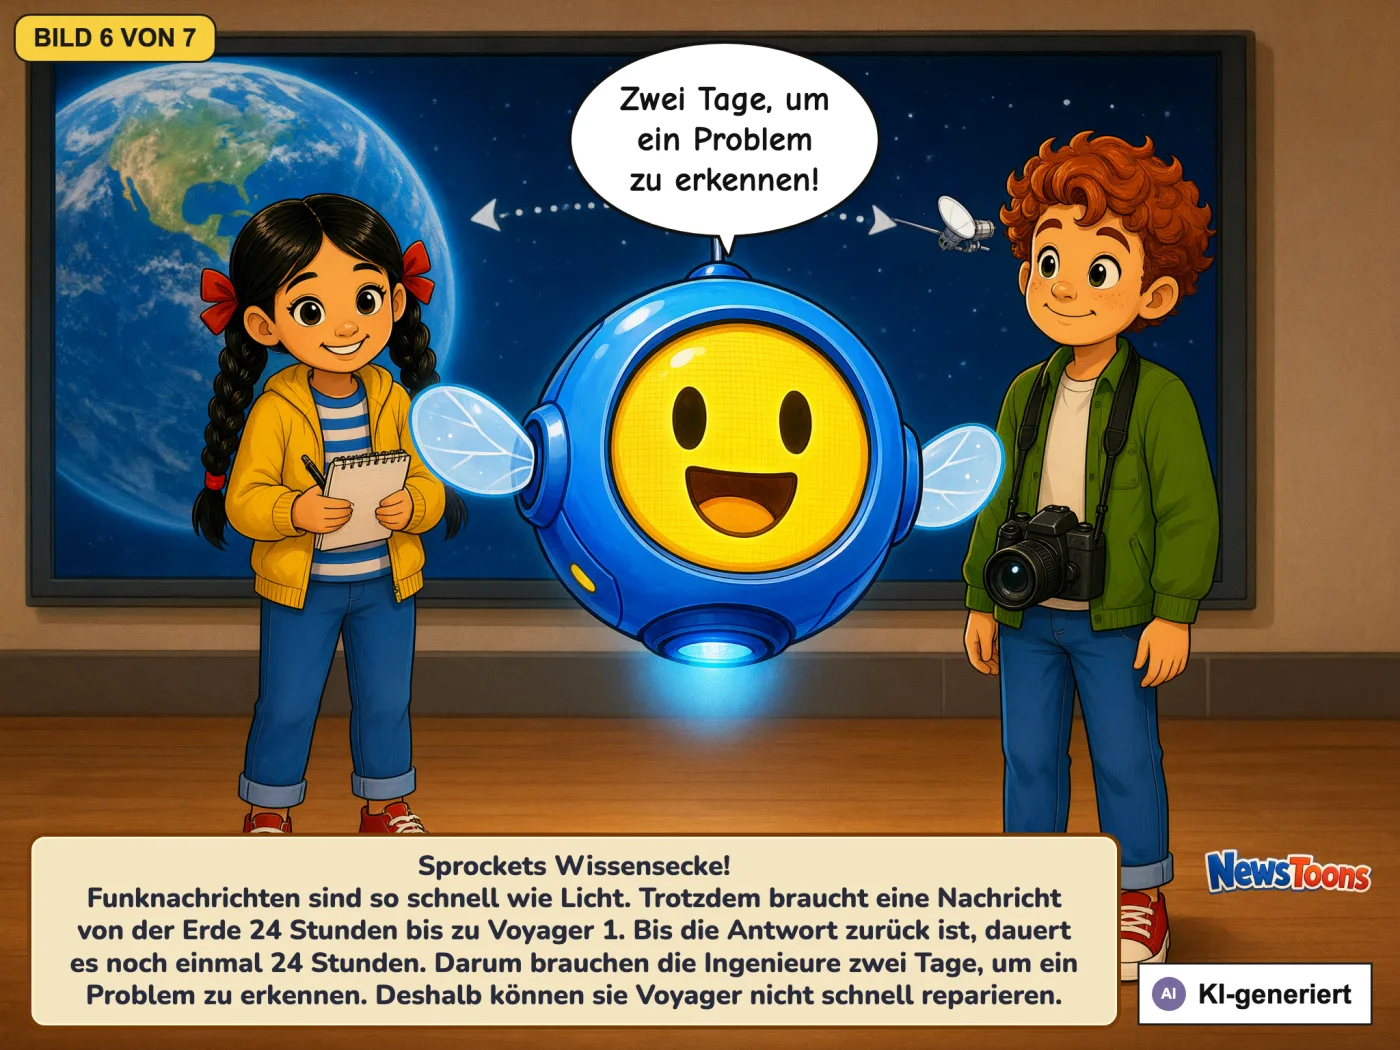 BILD 6 VON 7
Zwei Tage, um
ein Problem
zu erkennen!
Sprockets Wissensecke!
Funknachrichten sind so schnell wie Licht. Trotzdem braucht eine Nachricht
von der Erde 24 Stunden bis zu Voyager 1. Bis die Antwort zurück ist, dauert
es noch einmal 24 Stunden. Darum brauchen die Ingenieure zwei Tage, um ein
Problem zu erkennen. Deshalb können sie Voyager nicht schnell reparieren.
NEWSTOONS
AI KI-generiert